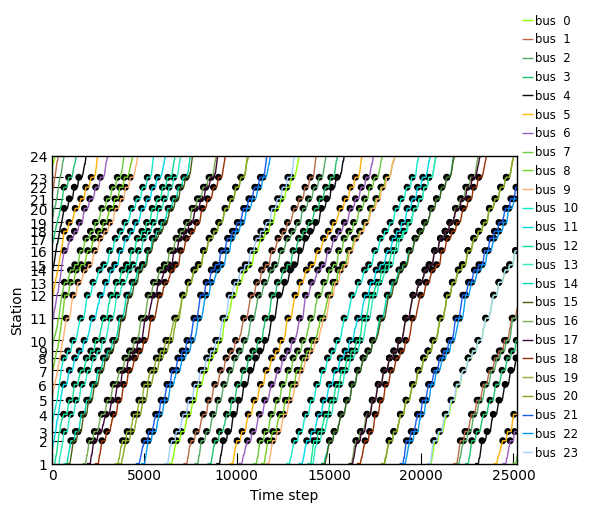 bus 0
bus 1
bus 2
bus 3
bus 4
bus 5
bus 6
bus 7
bus 8
bus 9
bus 10
bus 11
bus 12
bus 13
bus 14
bus 15
bus 16
bus 17
bus 18
bus 19
bus 20
bus 21
bus 22
bus 23
24
23
22
21
20
19
18
17
16
15
14
13
12
11
10
9
8
7
6
5
4
3
2
1
Station
0 5000 10000 15000 20000 25000
Time step